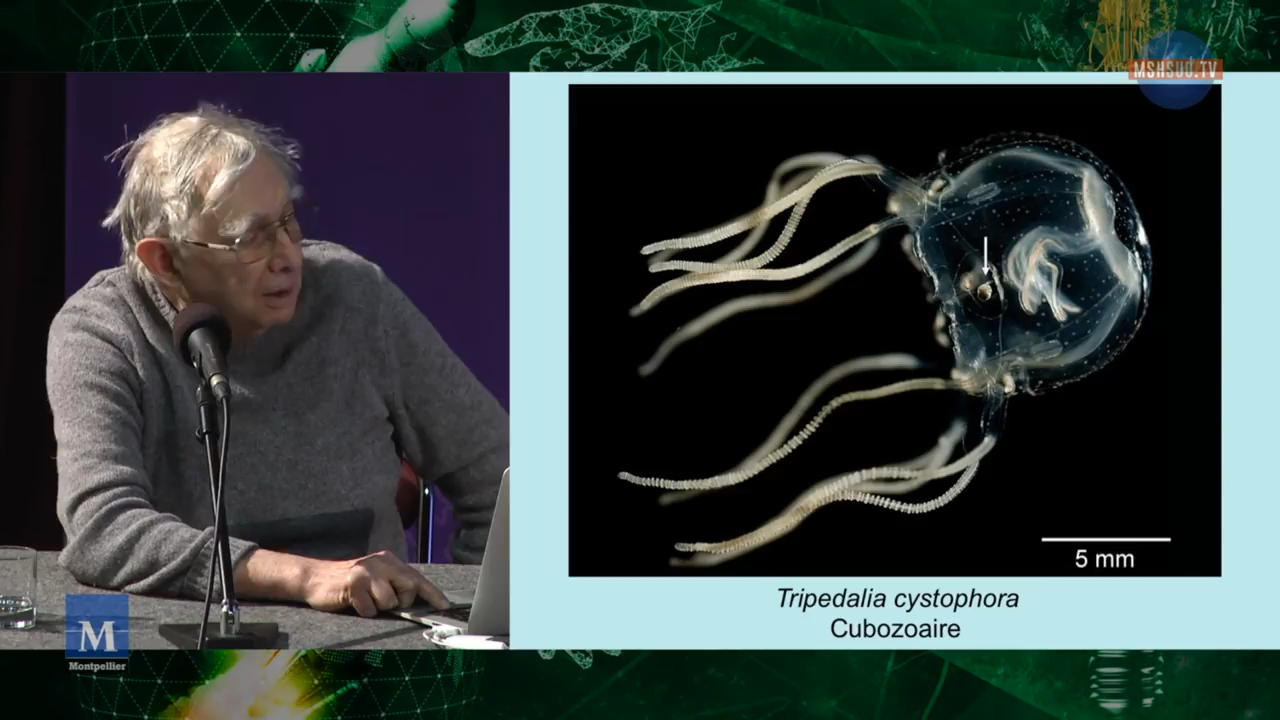 MSHSUD.TV
5 mm
Tripedalia cystophora
Cubozoaire
M
Montpellier